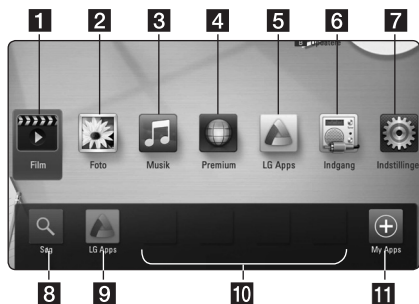 1 2 3 4 5 6 7
Film Foto Musik Premium LG Apps Indgang Indstillinge
Søg LG Apps My Apps
8 9 10 11